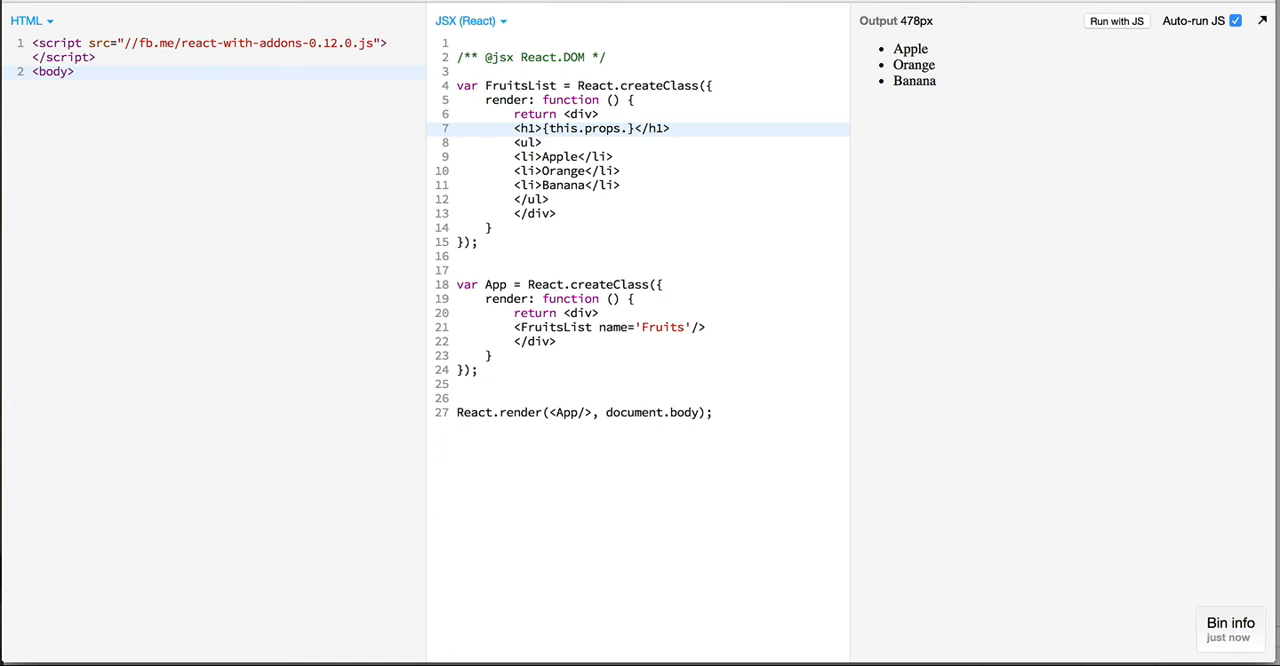 HTML
1 <script src="//fb.me/react-with-addons-0.12.0.js">
</script>
2 <body>
JSX (React)
1
2 /** @jsx React.DOM */
3
4 var FruitsList = React.createClass({
5 render: function () {
6 return <div>
7 <h1>{this.props.}</h1>
8 <ul>
9 <li>Apple</li>
10 <li>Orange</li>
11 <li>Banana</li>
12 </ul>
13 </div>
14 }
15 });
16
17
18 var App = React.createClass({
19 render: function () {
20 return <div>
21 <FruitsList name='Fruits'/>
22 </div>
23 }
24 });
25
26
27 React.render(<App/>, document.body);
Output 478px
Run with JS
Auto-run JS
• Apple
• Orange
• Banana
Bin info
just now